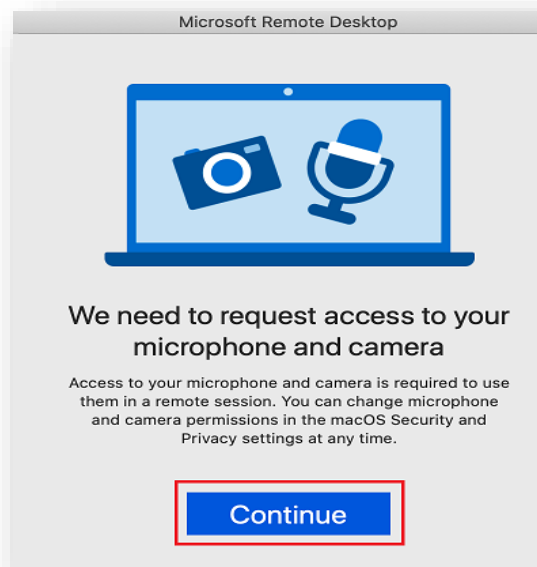 Microsoft Remote Desktop
We need to request access to your
microphone and camera
Access to your microphone and camera is required to use
them in a remote session. You can change microphone
and camera permissions in the macOS Security and
Privacy settings at any time.
Continue